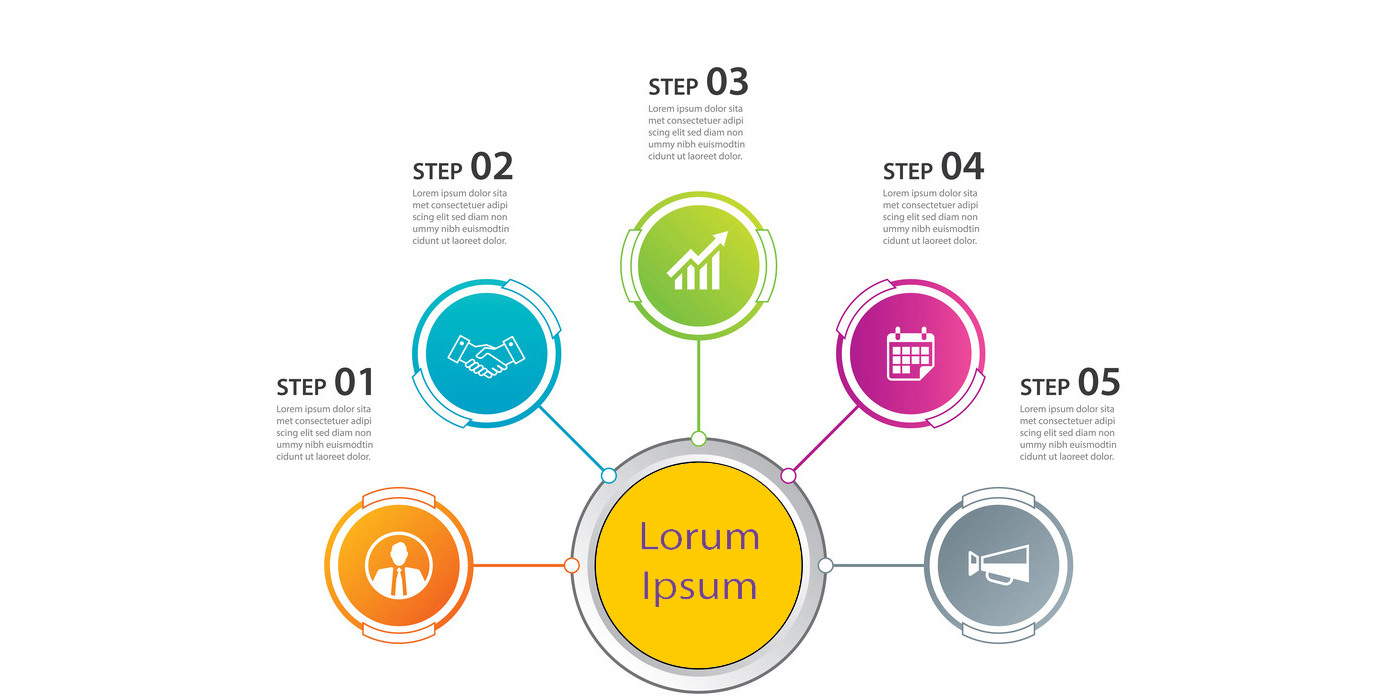 STEP 01
Lorem ipsum dolor sita
met consectetuer adipi
scing elit sed diam non
ummy nibh euismodtin
cidunt ut laoreet dolor.
STEP 02
Lorem ipsum dolor sita
met consectetuer adipi
scing elit sed diam non
ummy nibh euismodtin
cidunt ut laoreet dolor.
STEP 03
Lorem ipsum dolor sita
met consectetuer adipi
scing elit sed diam non
ummy nibh euismodtin
cidunt ut laoreet dolor.
STEP 04
Lorem ipsum dolor sita
met consectetuer adipi
scing elit sed diam non
ummy nibh euismodtin
cidunt ut laoreet dolor.
STEP 05
Lorem ipsum dolor sita
met consectetuer adipi
scing elit sed diam non
ummy nibh euismodtin
cidunt ut laoreet dolor.
Lorum
Ipsum